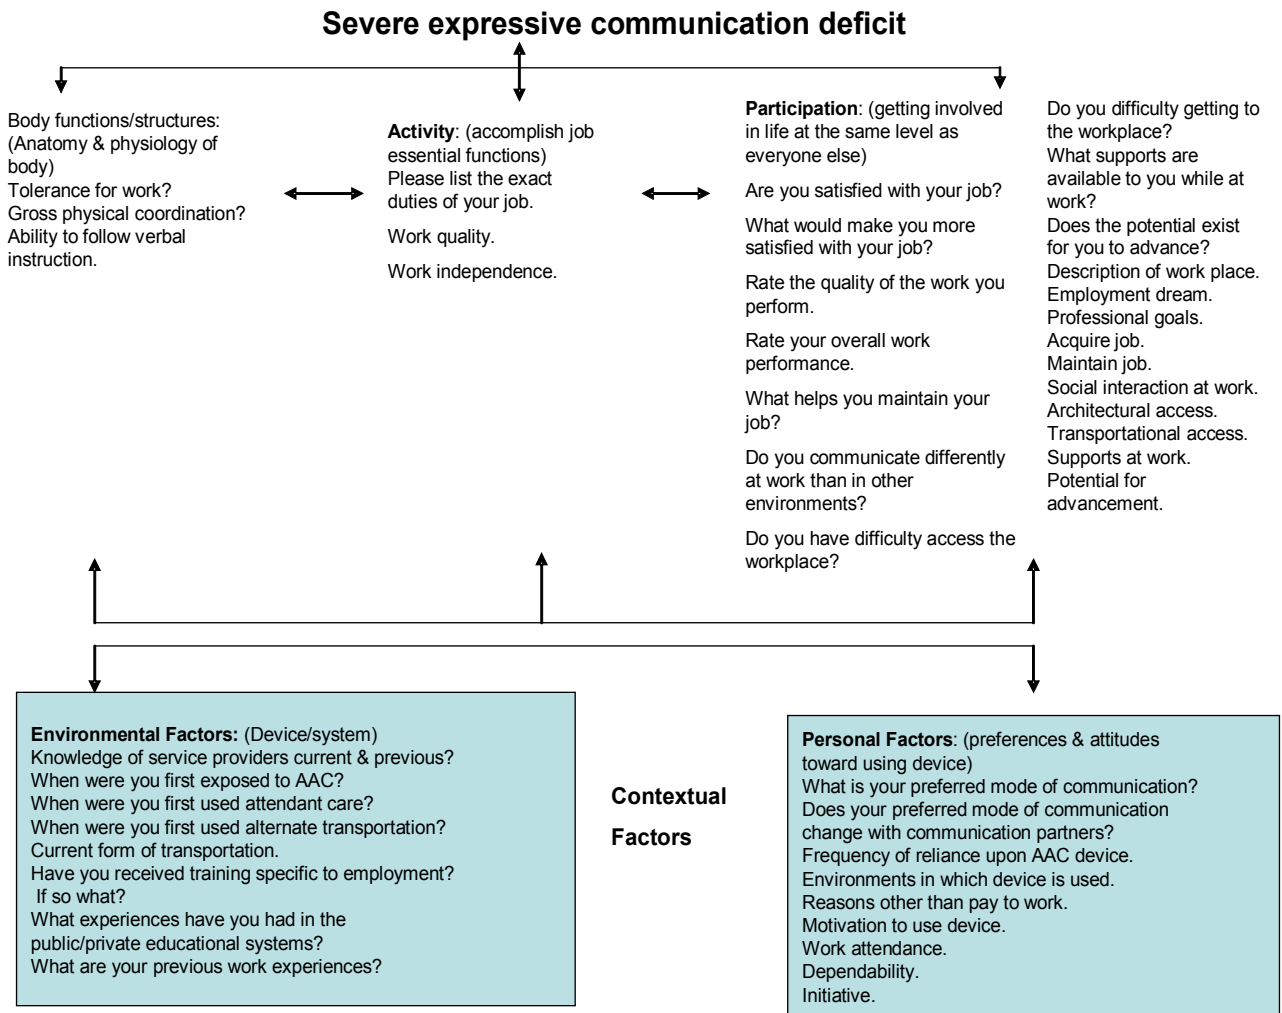 Severe expressive communication deficit
Body functions/structures:
(Anatomy & physiology of
body)
Tolerance for work?
Gross physical coordination?
Ability to follow verbal
instruction.
Activity: (accomplish job
essential functions)
Please list the exact
duties of your job.
Work quality.
Work independence.
Participation: (getting involved
in life at the same level as
everyone else)
Are you satisfied with your job?
What would make you more
satisfied with your job?
Rate the quality of the work you
perform.
Rate your overall work
performance.
What helps you maintain your
job?
Do you communicate differently
at work than in other
environments?
Do you have difficulty access the
workplace?
Do you difficulty getting to
the workplace?
What supports are
available to you while at
work?
Does the potential exist
for you to advance?
Description of work place.
Employment dream.
Professional goals.
Acquire job.
Maintain job.
Social interaction at work.
Architectural access.
Transportational access.
Supports at work.
Potential for
advancement.
Environmental Factors: (Device/system)
Knowledge of service providers current & previous?
When were you first exposed to AAC?
When were you first used attendant care?
When were you first used alternate transportation?
Current form of transportation.
Have you received training specific to employment?
If so what?
What experiences have you had in the
public/private educational systems?
What are your previous work experiences?
Contextual
Factors
Personal Factors: (preferences & attitudes
toward using device)
What is your preferred mode of communication?
Does your preferred mode of communication
change with communication partners?
Frequency of reliance upon AAC device.
Environments in which device is used.
Reasons other than pay to work.
Motivation to use device.
Work attendance.
Dependability.
Initiative.